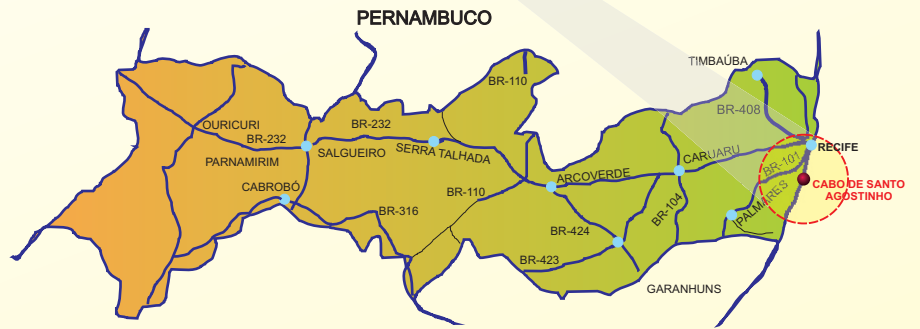 PERNAMBUCO
TIMBAÚBA
BR-110
BR-408
OURICURI
BR-232
BR-232
RECIFE
PARNAMIRIM
SALGUEIRO
SERRA TALHADA
CARUARU
BR-101
ARCOVERDE
CABROBÓ
BR-110
CABO DE SANTO
AGOSTINHO
PALMARES
BR-104
BR-316
BR-424
BR-423
GARANHUNS